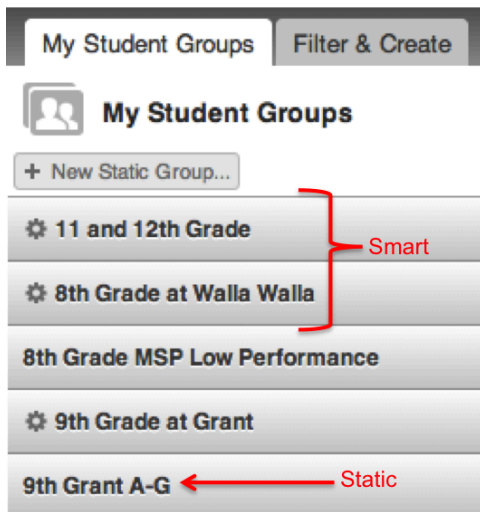 My Student Groups
Filter & Create
My Student Groups
+ New Static Group...
11 and 12th Grade
Smart
8th Grade at Walla Walla
8th Grade MSP Low Performance
9th Grade at Grant
9th Grant A-G
Static